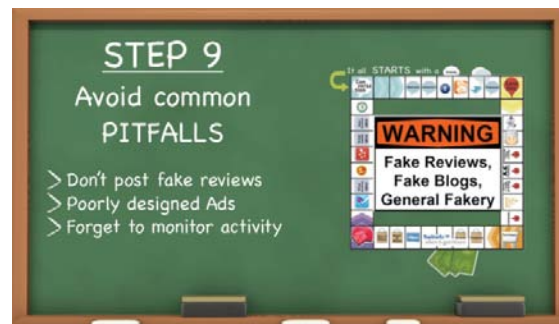 STEP 9
Avoid common
PITFALLS
> Don't post fake reviews
> Poorly designed Ads
> Forget to monitor activity
It all STARTS with a
WARNING
Fake Reviews,
Fake Blogs,
General Fakery